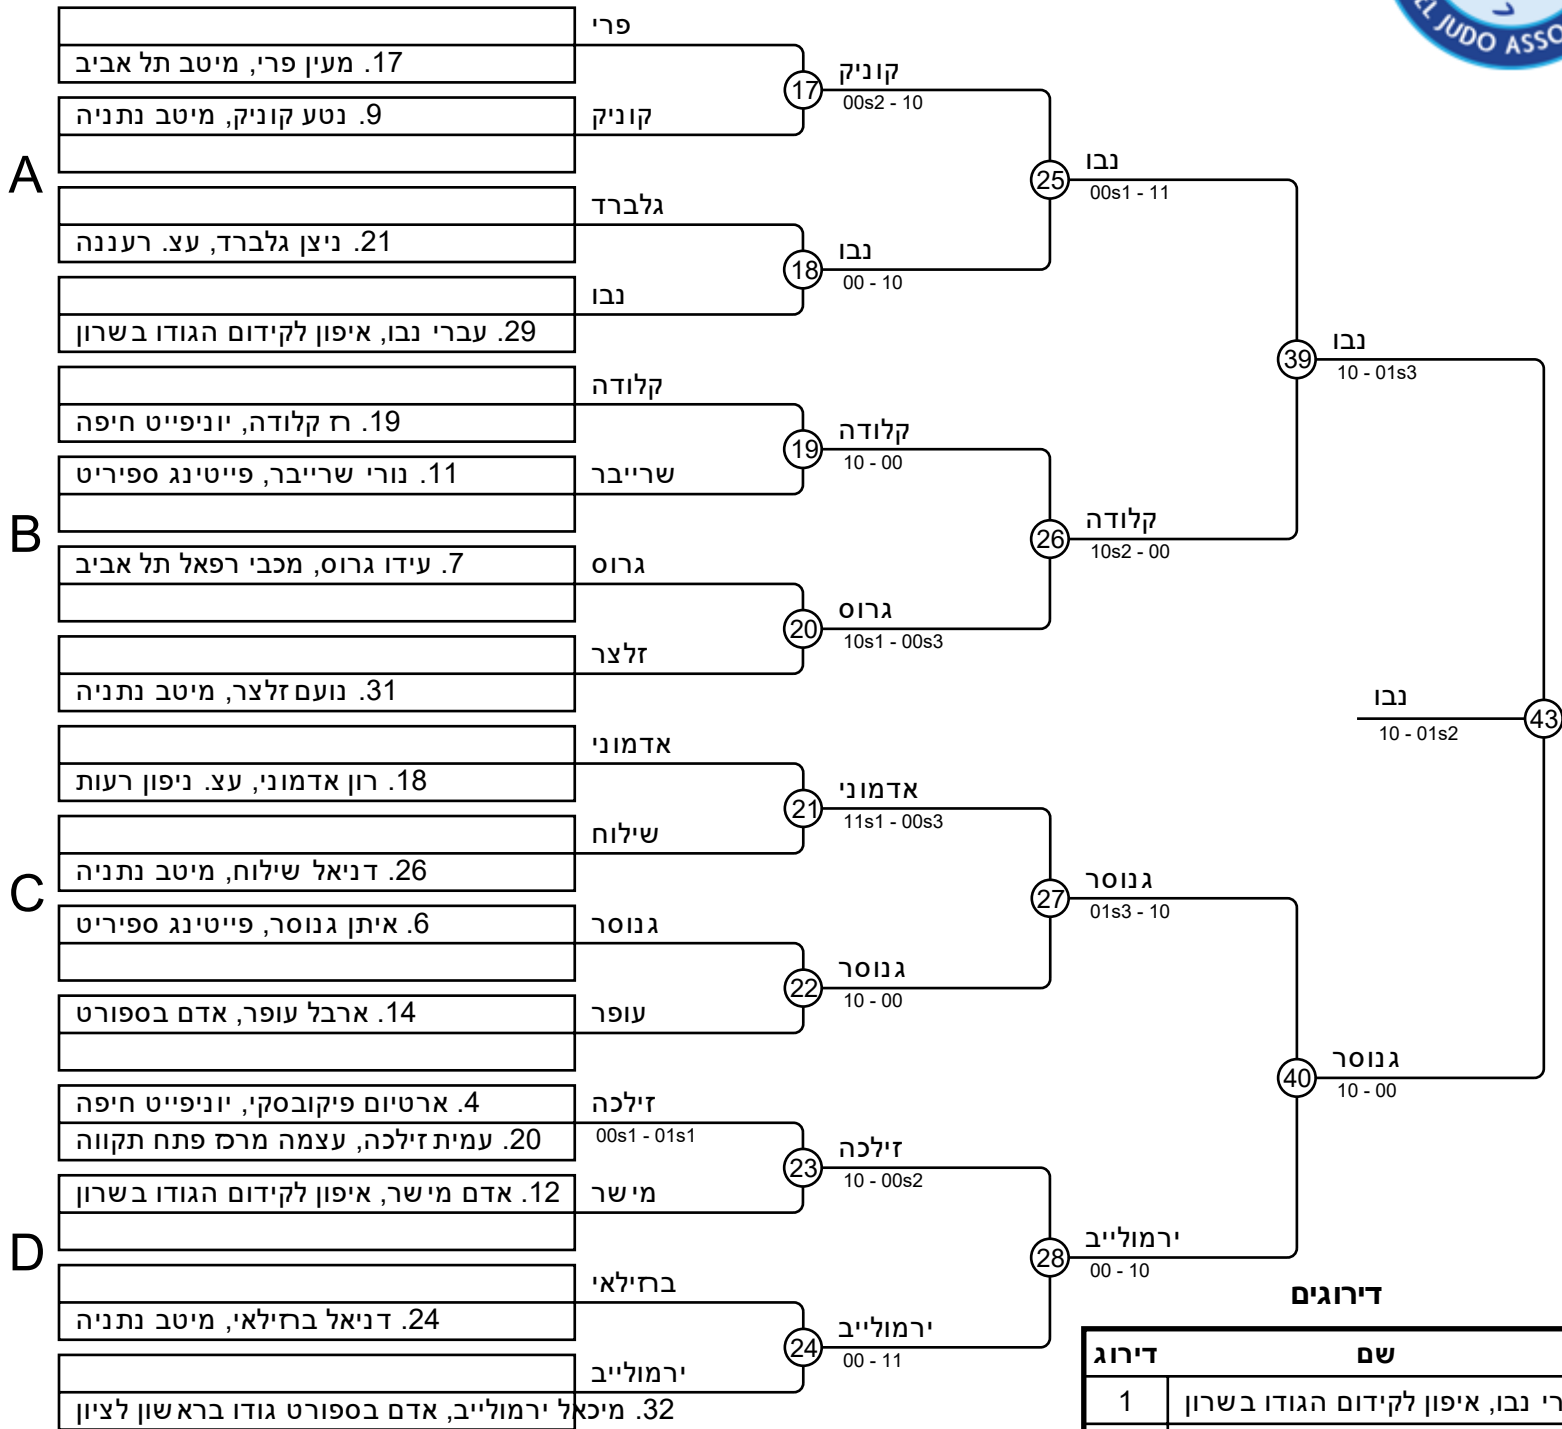 EL JUDO ASSO
A
17. מעין פרי, מיטב תל אביב
9. נטע קוניק, מיטב נתניה
21. ניצן גלברד, עצ. רעננה
29. עברי נבו, איפון לקידום הגודו בשרון
B
19. רז קלודה, יוניפייט חיפה
11. נורי שרייבר, פייטינג ספיריט
7. עידו גרוס, מכבי רפאל תל אביב
31. נועם זלצר, מיטב נתניה
C
18. רון אדמוני, עצ. ניפון רעות
26. דניאל שילוח, מיטב נתניה
6. איתן גנוסר, פייטינג ספיריט
14. ארבל עופר, אדם בספורט
D
4. ארטיום פיקובסקי, יוניפייט חיפה
20. עמית זילכה, עצמה מרכז פתח תקווה
12. אדם מישר, איפון לקידום הגודו בשרון
24. דניאל ברזילאי, מיטב נתניה
32. מיכאל ירמולייב, אדם בספורט גודו בראשון לציון
פרי
קוניק
גלברד
נבו
קלודה
שרייבר
גרוס
זלצר
אדמוני
שילוח
גנוסר
עופר
זילכה
00s1 - 01s1
מישר
ברזילאי
ירמולייב
17
קוניק
00s2 - 10
18
נבו
00 - 10
19
קלודה
10 - 00
20
גרוס
10s1 - 00s3
21
אדמוני
11s1 - 00s3
22
גנוסר
10 - 00
23
זילכה
10 - 00s2
24
ירמולייב
00 - 11
25
נבו
00s1 - 11
26
קלודה
10s2 - 00
27
גנוסר
01s3 - 10
28
ירמולייב
00 - 10
39
נבו
10 - 01s3
40
גנוסר
10 - 00
43
נבו
10 - 01s2
דירוגים
דירוג שם
1 רי נבו, איפון לקידום הגודו בשרון